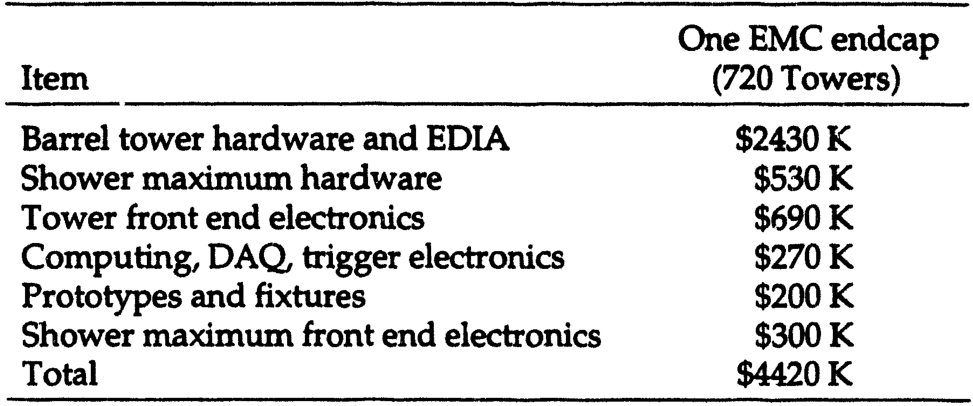 One EMC endcap
Item (720 Towers)
Barrel tower hardware and EDIA $2430 K
Shower maximum hardware $530 K
Tower front end electronics $690 K
Computing, DAQ, trigger electronics $270 K
Prototypes and fixtures $200 K
Shower maximum front end electronics $300 K
Total $4420 K